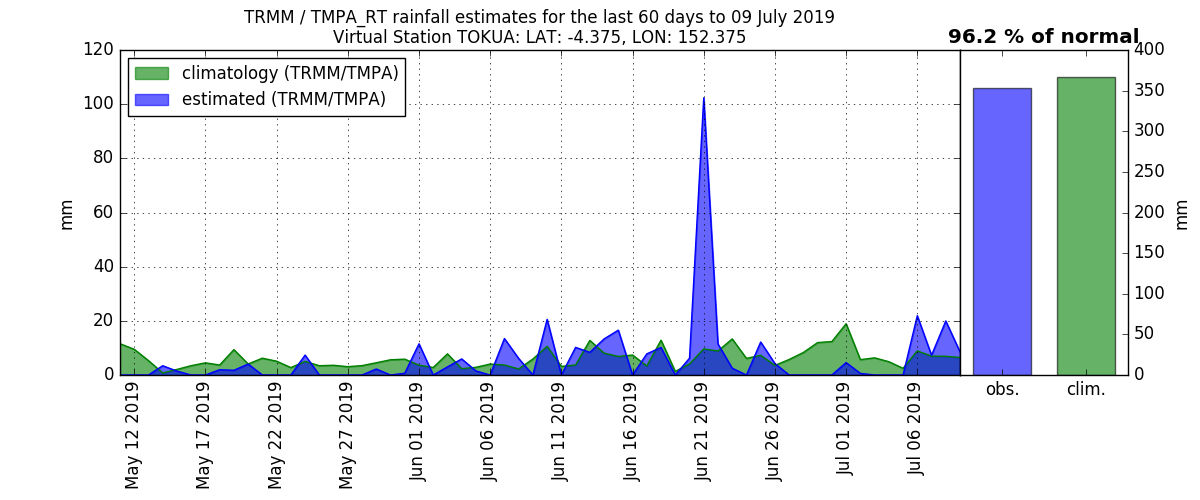 TRMM / TMPA_RT rainfall estimates for the last 60 days to 09 July 2019
Virtual Station TOKUA: LAT: -4.375, LON: 152.375
96.2 % of normal
climatology (TRMM/TMPA)
estimated (TRMM/TMPA)
120
100
80
60
40
20
0
mm
May 12 2019
May 17 2019
May 22 2019
May 27 2019
Jun 01 2019
Jun 06 2019
Jun 11 2019
Jun 16 2019
Jun 21 2019
Jun 26 2019
Jul 01 2019
Jul 06 2019
400
350
300
250
200
150
100
50
0
mm
obs.
clim.